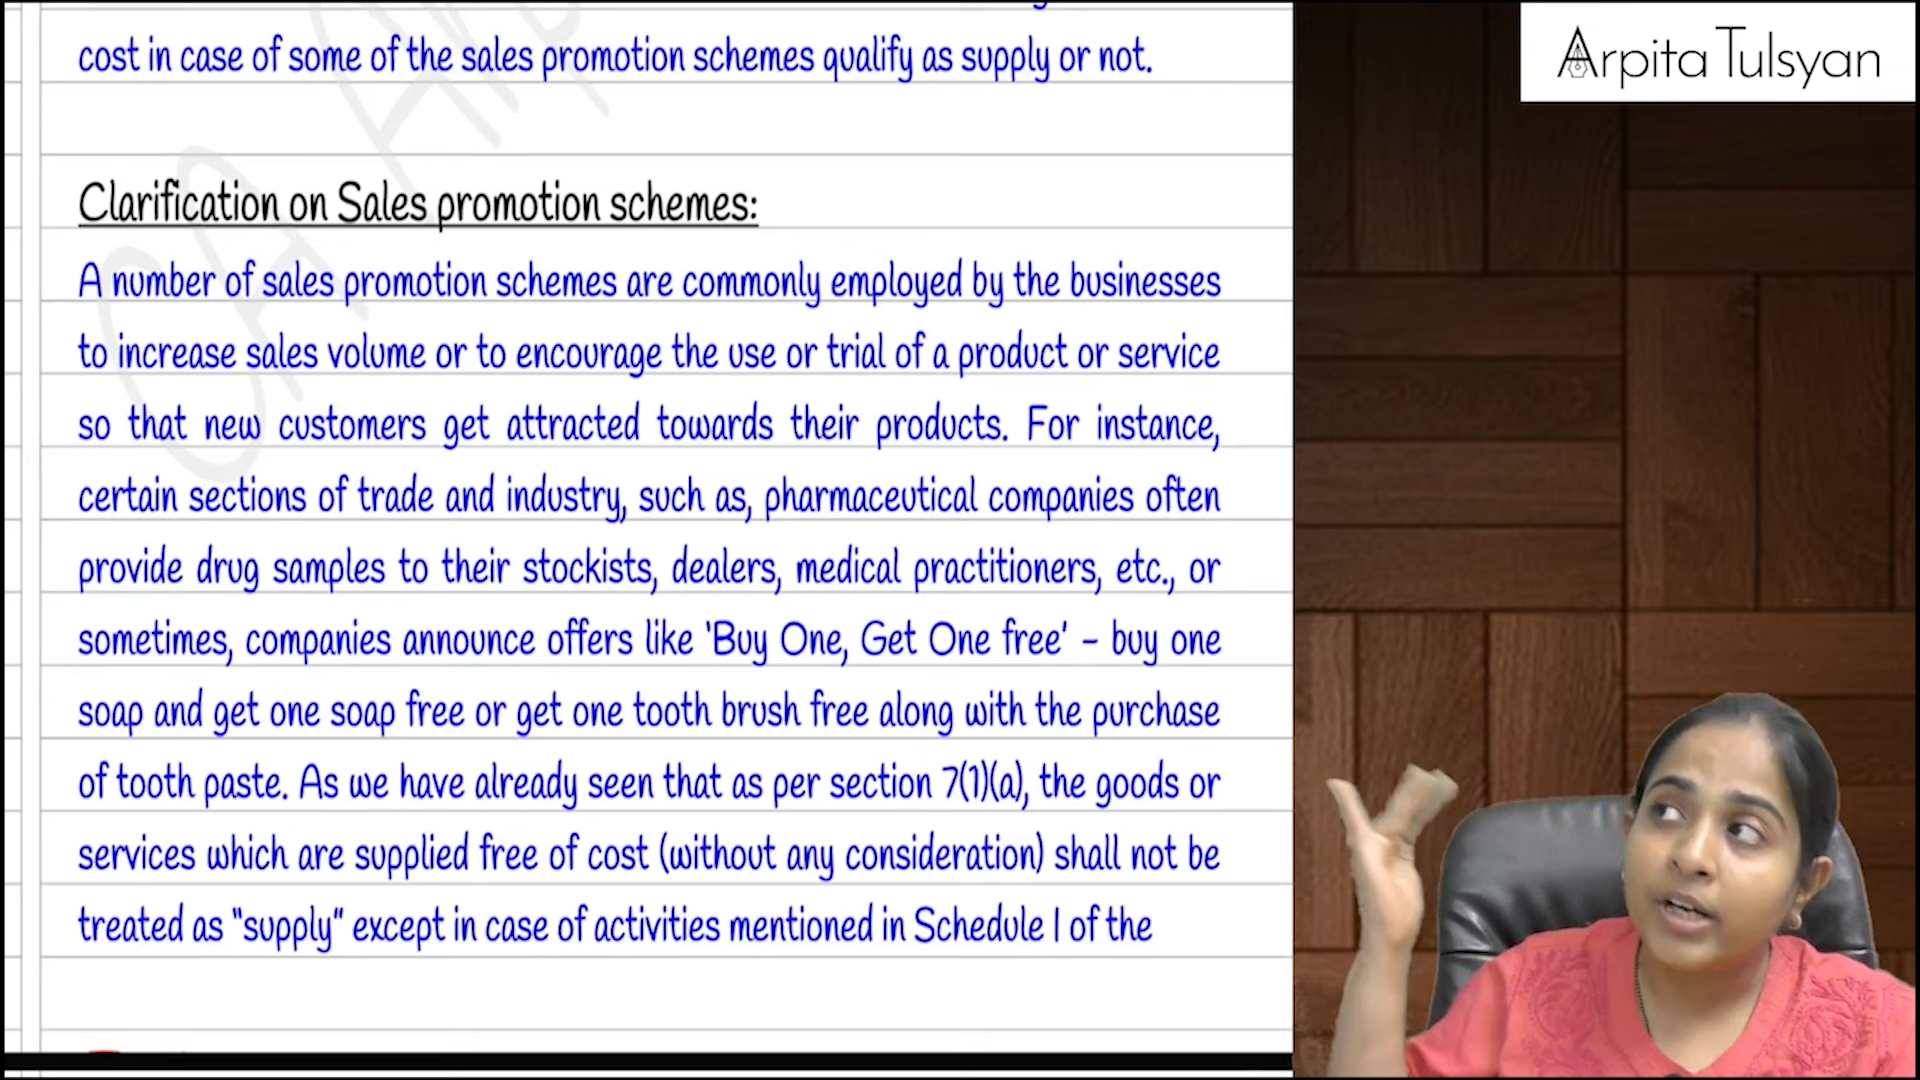 Arpita Tulsyan
cost in case of some of the sales promotion schemes qualify as supply or not.
Clarification on Sales promotion schemes:
A number of sales promotion schemes are commonly employed by the businesses
to increase sales volume or to encourage the use or trial of a product or service
so that new customers get attracted towards their products. For instance,
certain sections of trade and industry, such as, pharmaceutical companies often
provide drug samples to their stockists, dealers, medical practitioners, etc., or
sometimes, companies announce offers like 'Buy One, Get One free' - buy one
soap and get one soap free or get one tooth brush free along with the purchase
of tooth paste. As we have already seen that as per section 7(1)(a), the goods or
services which are supplied free of cost (without any consideration) shall not be
treated as "supply" except in case of activities mentioned in Schedule I of the